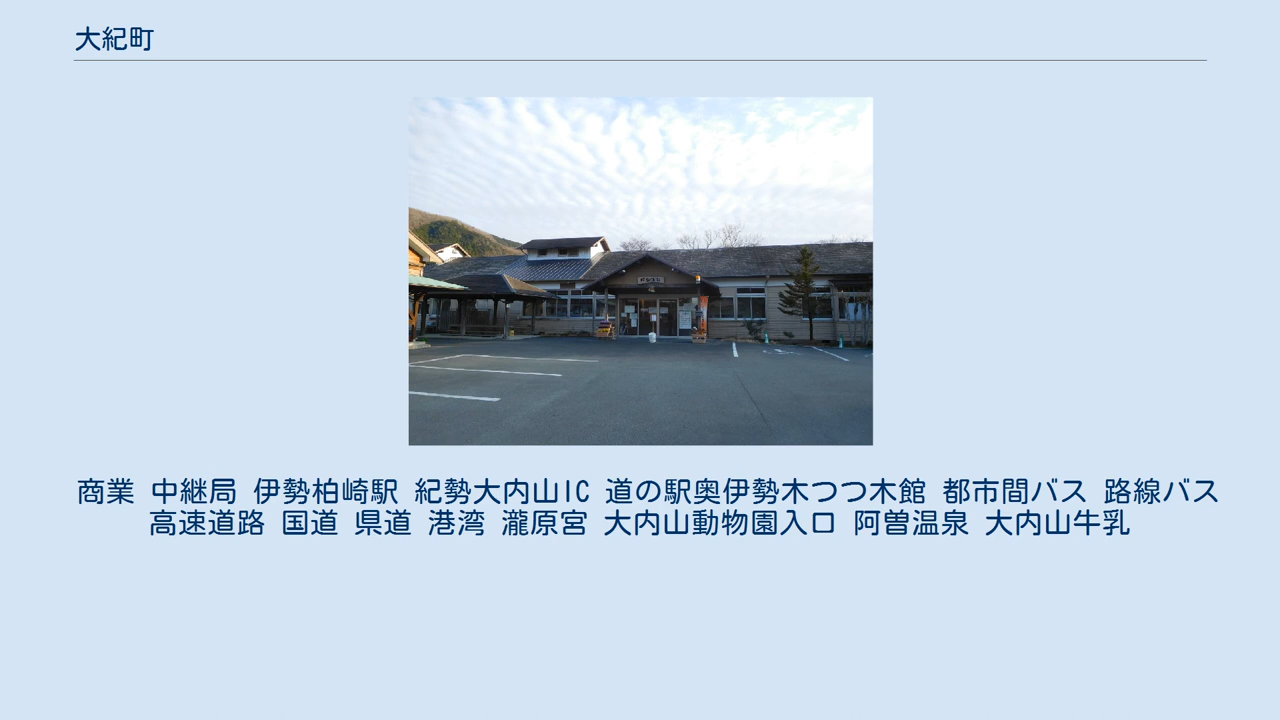 大紀町
商業 中継局 伊勢柏崎駅 紀勢大内山IC 道の駅奥伊勢木つつ木館 都市間バス 路線バス
高速道路 国道 県道 港湾 瀧原宮 大内山動物園入口 阿曽温泉 大内山牛乳